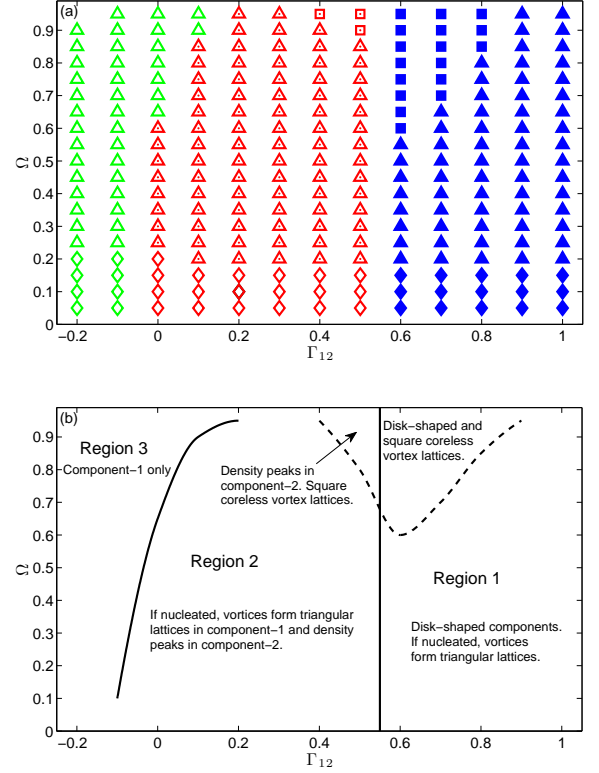 (a)
0.9
0.8
0.7
0.6
0.5
0.4
0.3
0.2
0.1
0
Ω
−0.2
0
0.2
0.4
0.6
0.8
1
Γ12
(b)
0.9
0.8
0.7
0.6
0.5
0.4
0.3
0.2
0.1
0
Ω
Region 3
Component−1 only
Density peaks in
component−2. Square
coreless vortex lattices.
Disk−shaped and
square coreless
vortex lattices.
Region 2
Region 1
If nucleated, vortices form triangular
lattices in component−1 and density
peaks in component−2.
Disk−shaped components.
If nucleated, vortices
form triangular lattices.
−0.2
0
0.2
0.4
0.6
0.8
1
Γ12